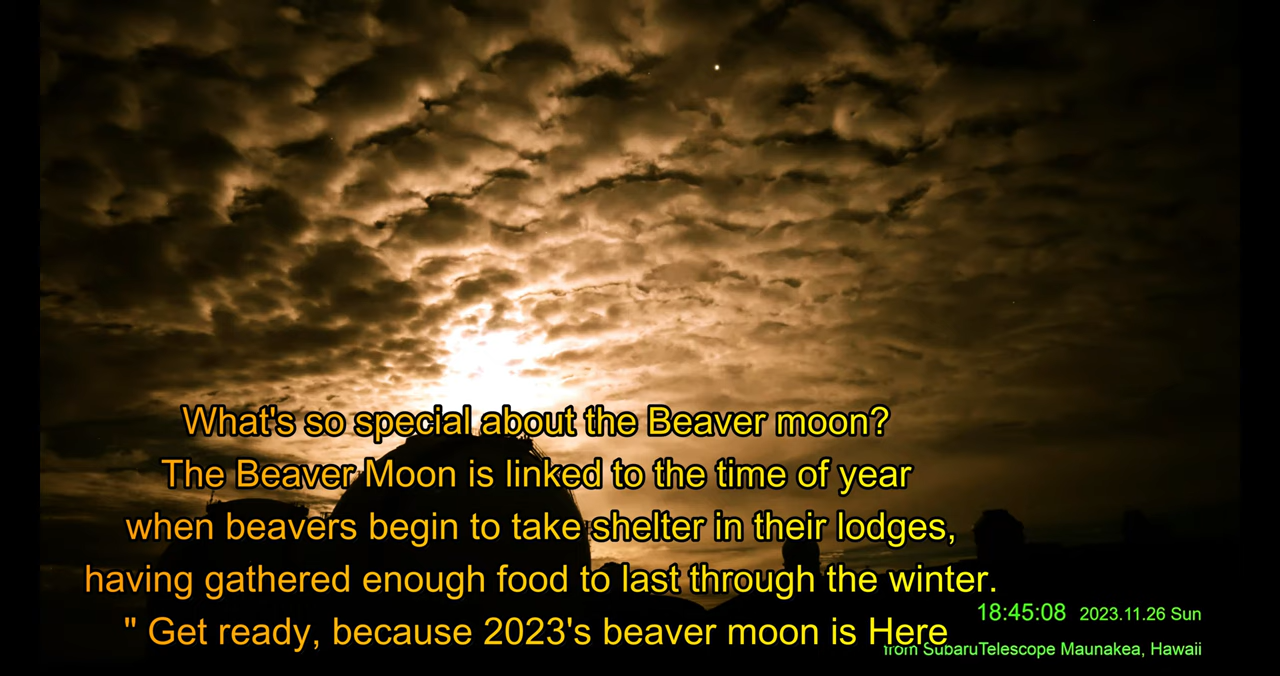 What's so special about the Beaver moon?
The Beaver Moon is linked to the time of year
when beavers begin to take shelter in their lodges,
having gathered enough food to last through the winter.
" Get ready, because 2023's beaver moon is Here
18:45:08 2023.11.26 Sun
from SubaruTelescope Maunakea, Hawaii